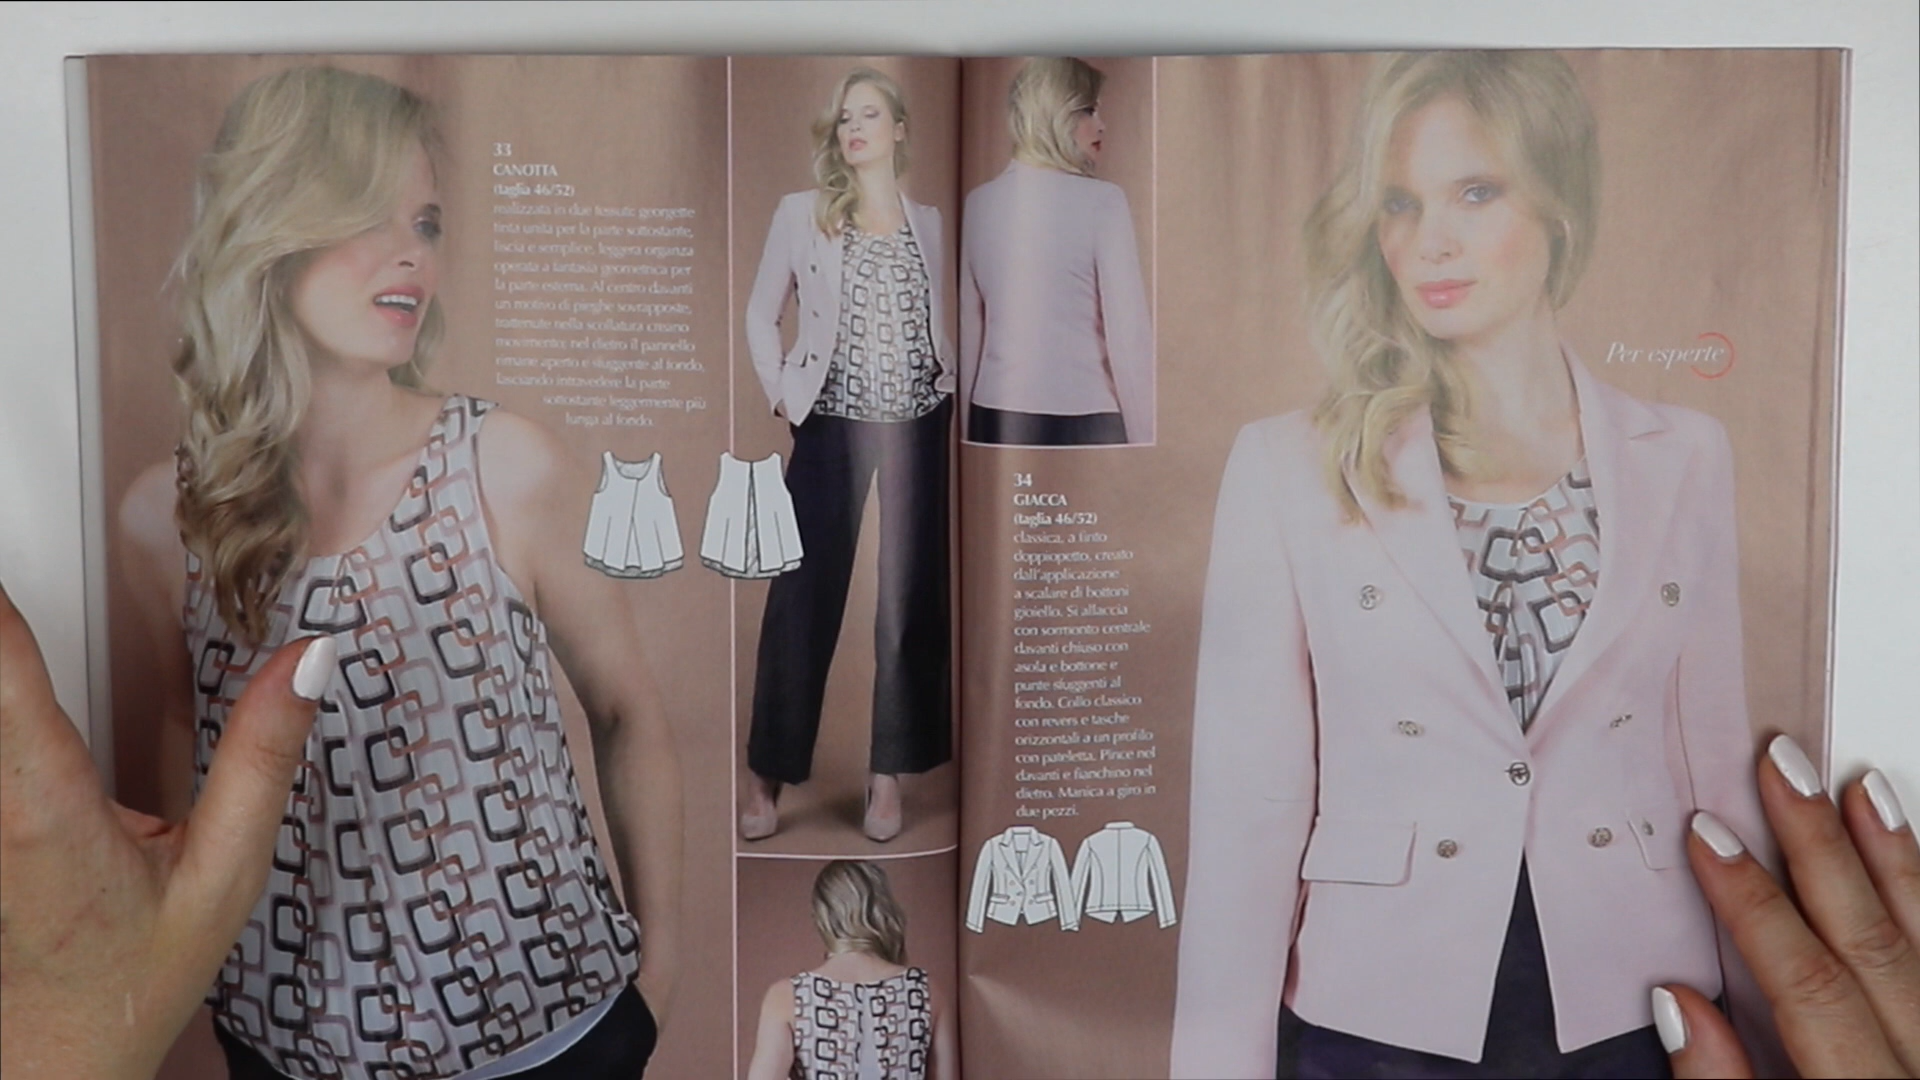 33
CANOTTA
(taglia 46/52)
realizzata in due tessuti: georgette
tinta unita per la parte sottostante,
liscia e semplice, leggera organza
operata a fantasia geometrica per
la parte esterna. Al centro davanti
un motivo di pieghe sovrapposte,
trattenute nella scollatura creano
movimento; nel dietro il pannello
rimane aperto e sfuggente al fondo,
lasciando intravedere la parte
sottostante leggermente più
lunga al fondo.
34
GIACCA
(taglia 46/52)
classica, a finto
doppiopetto, creato
dall'applicazione
a scalare di bottoni
gioiello. Si allaccia
con sormonto centrale
davanti chiuso con
asola e bottone e
punte sfuggenti al
fondo. Collo classico
con revers e tasche
orizzontali a un profilo
con pateletta. Pince nel
davanti e fianchino nel
dietro. Manica a giro in
due pezzi.
Per esperte